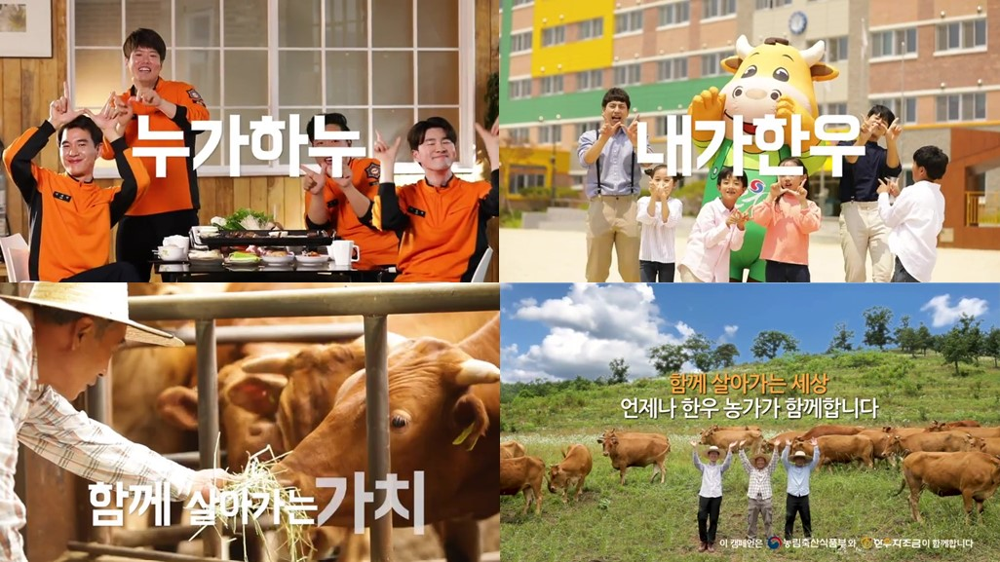 누가하누
내가한우
함께 살아가는 가치
함께 살아가는 세상
언제나 한우 농가가 함께합니다
이 캠페인은 농림축산식품부와 한우자조금이 함께합니다